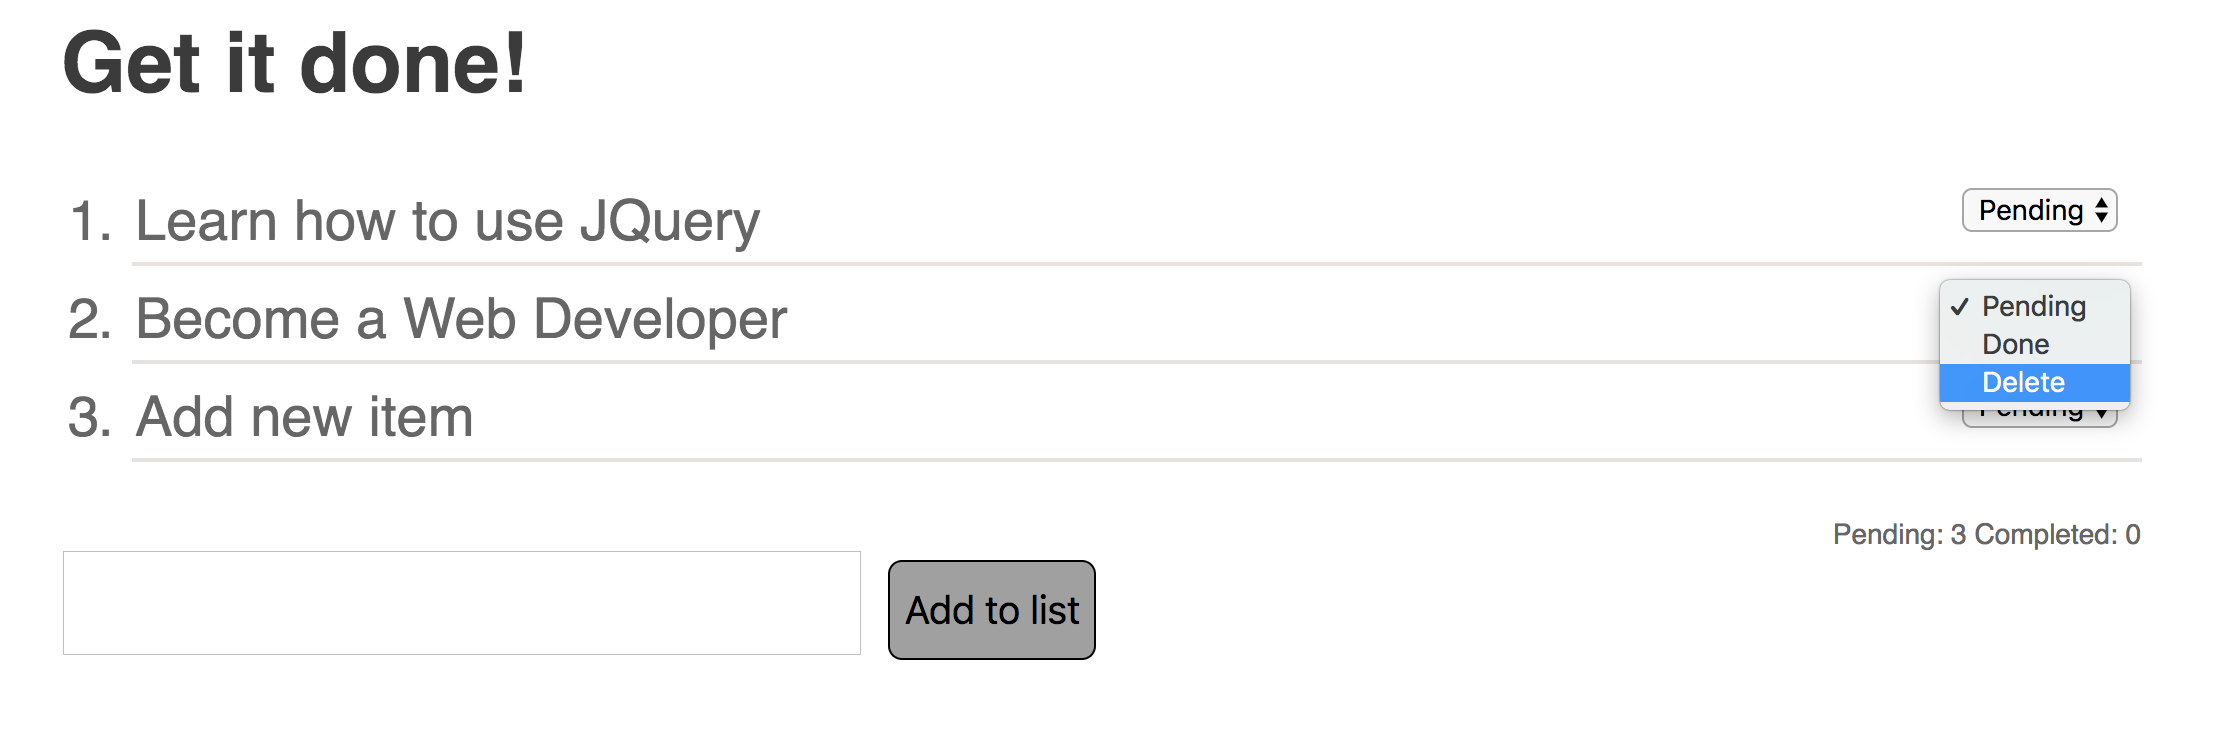 Get it done!
1. Learn how to use JQuery
Pending
2. Become a Web Developer
✓ Pending
Done
Delete
3. Add new item
Pending
Pending: 3 Completed: 0
Add to list